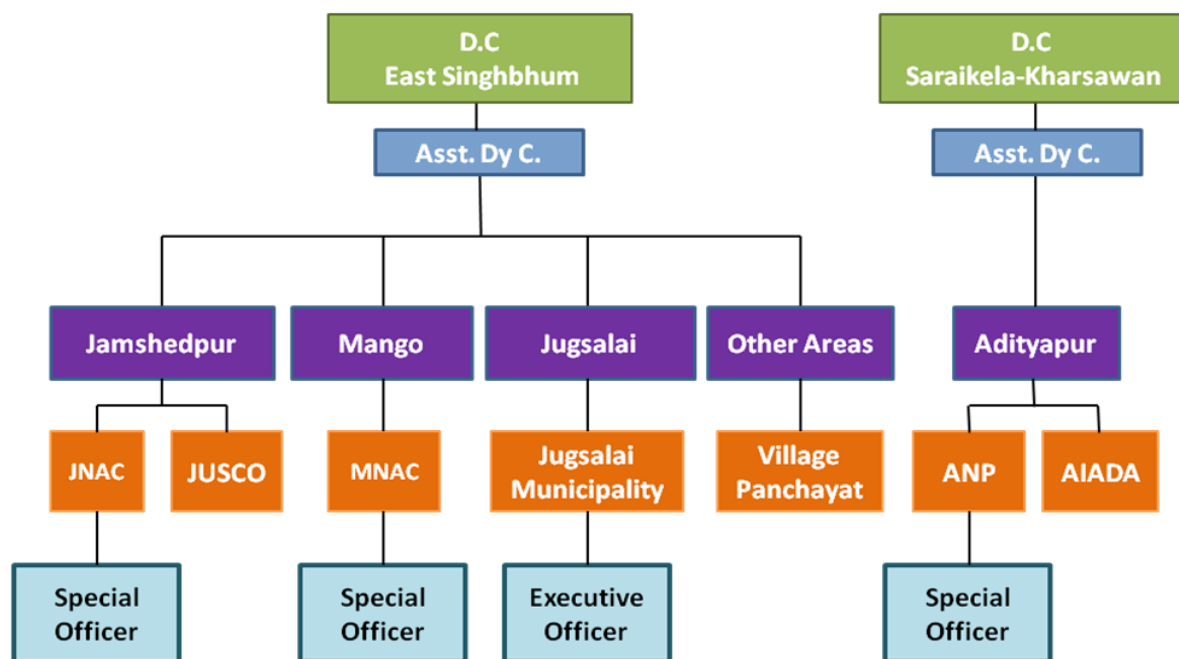 D.C
East Singhbhum
D.C
Saraikela-Kharsawan
Asst. Dy C.
Asst. Dy C.
Jamshedpur
Mango
Jugsalai
Other Areas
Adityapur
JNAC
JUSCO
MNAC
Jugsalai
Municipality
Village
Panchayat
ANP
AIADA
Special
Officer
Special
Officer
Executive
Officer
Special
Officer